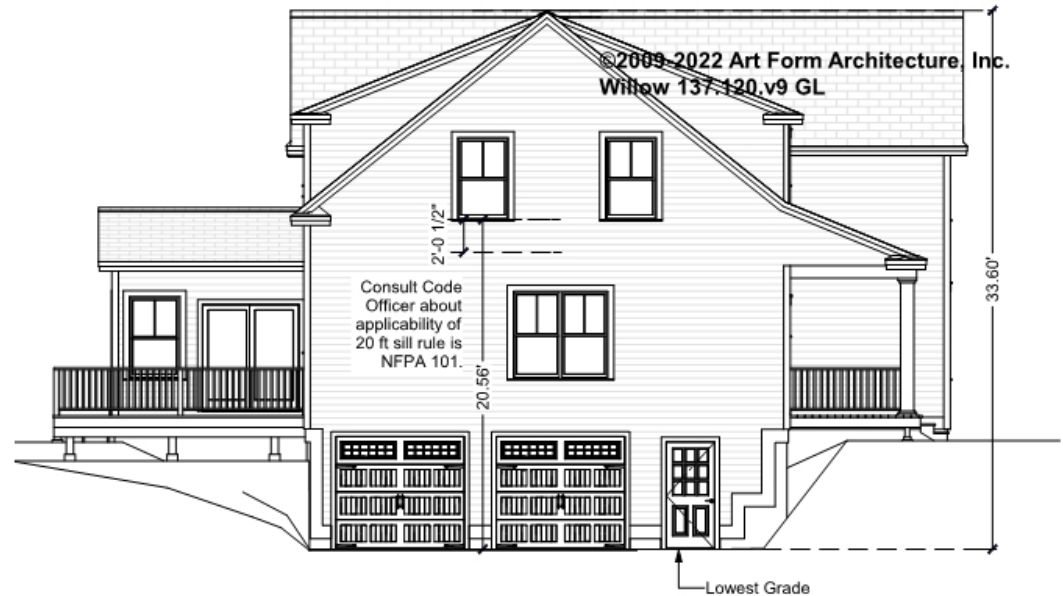 ©2009-2022 Art Form Architecture, Inc.
Willow 137.120.v9 GL
2'-0 1/2"
Consult Code
Officer about
applicability of
20 ft sill rule is
NFPA 101.
20.56'
33.60'
Lowest Grade